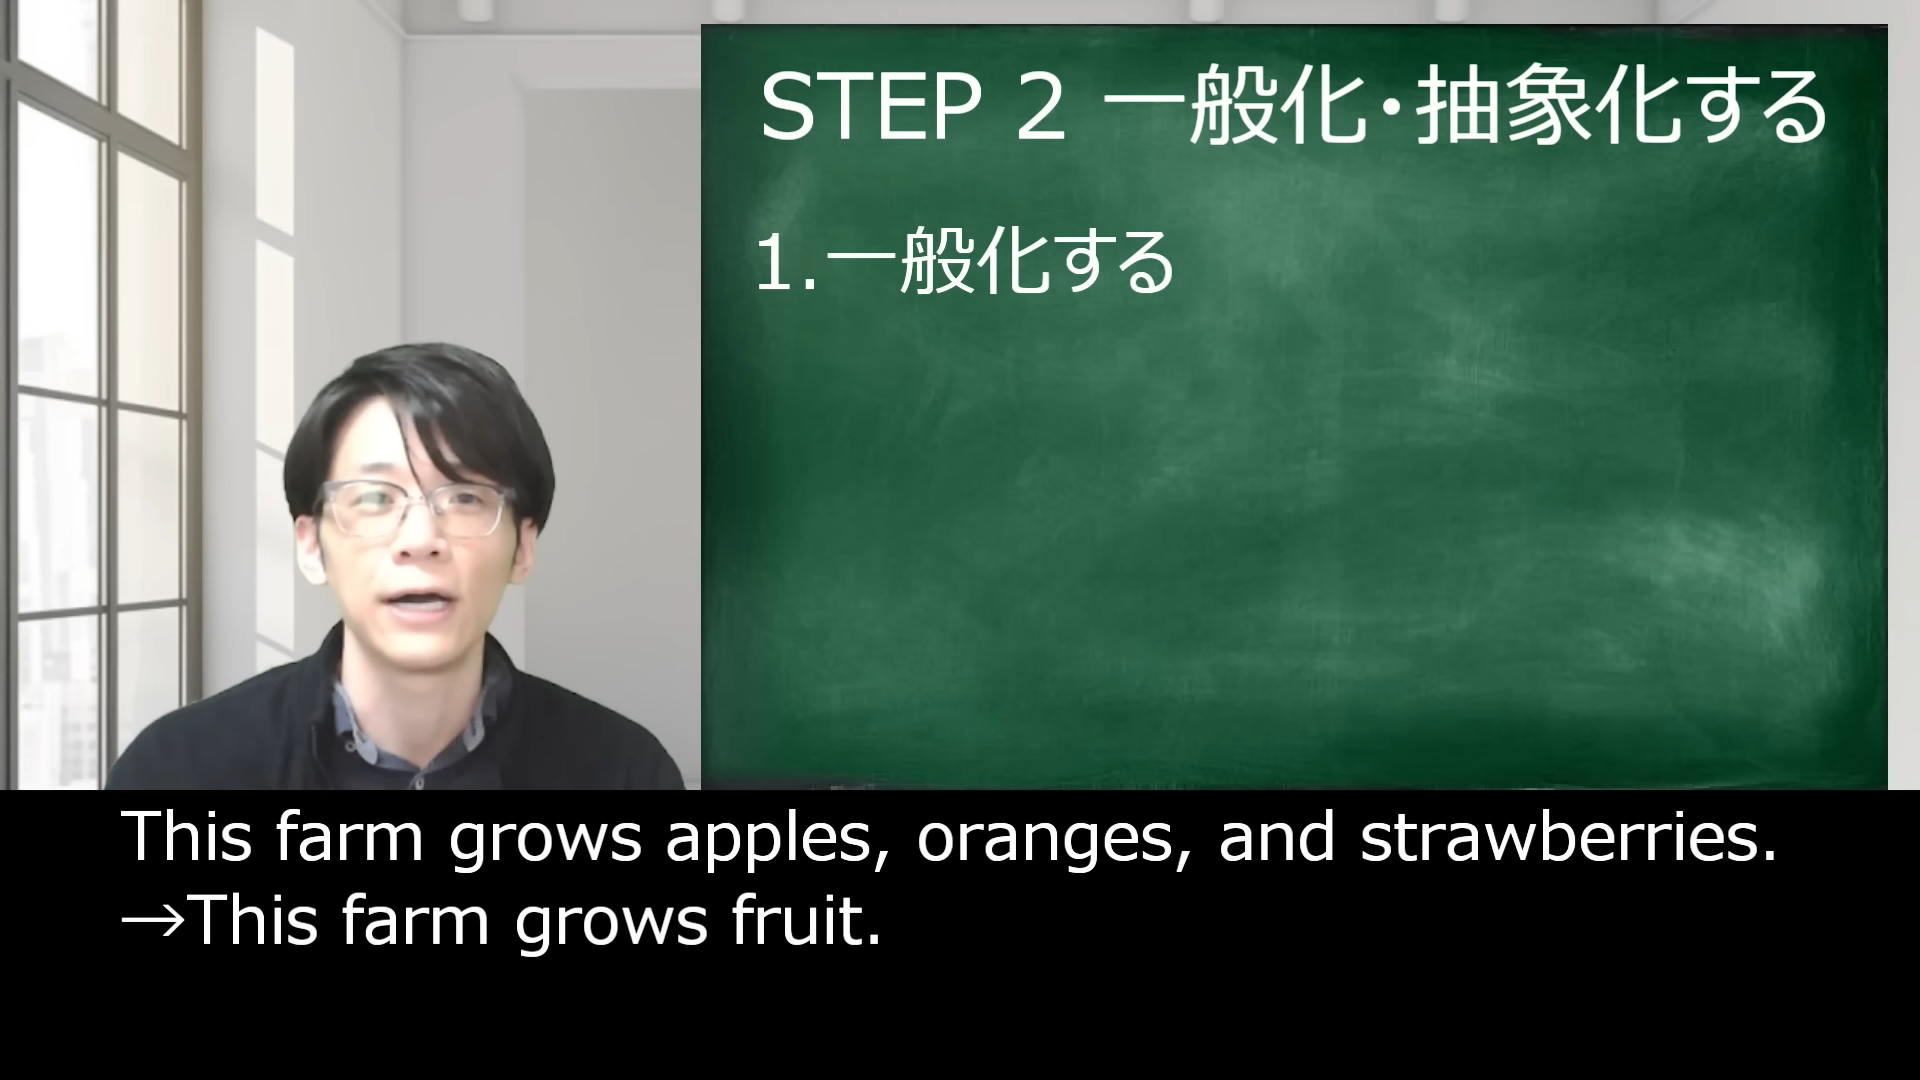 STEP 2 一般化・抽象化する
1.一般化する
This farm grows apples, oranges, and strawberries.
→This farm grows fruit.